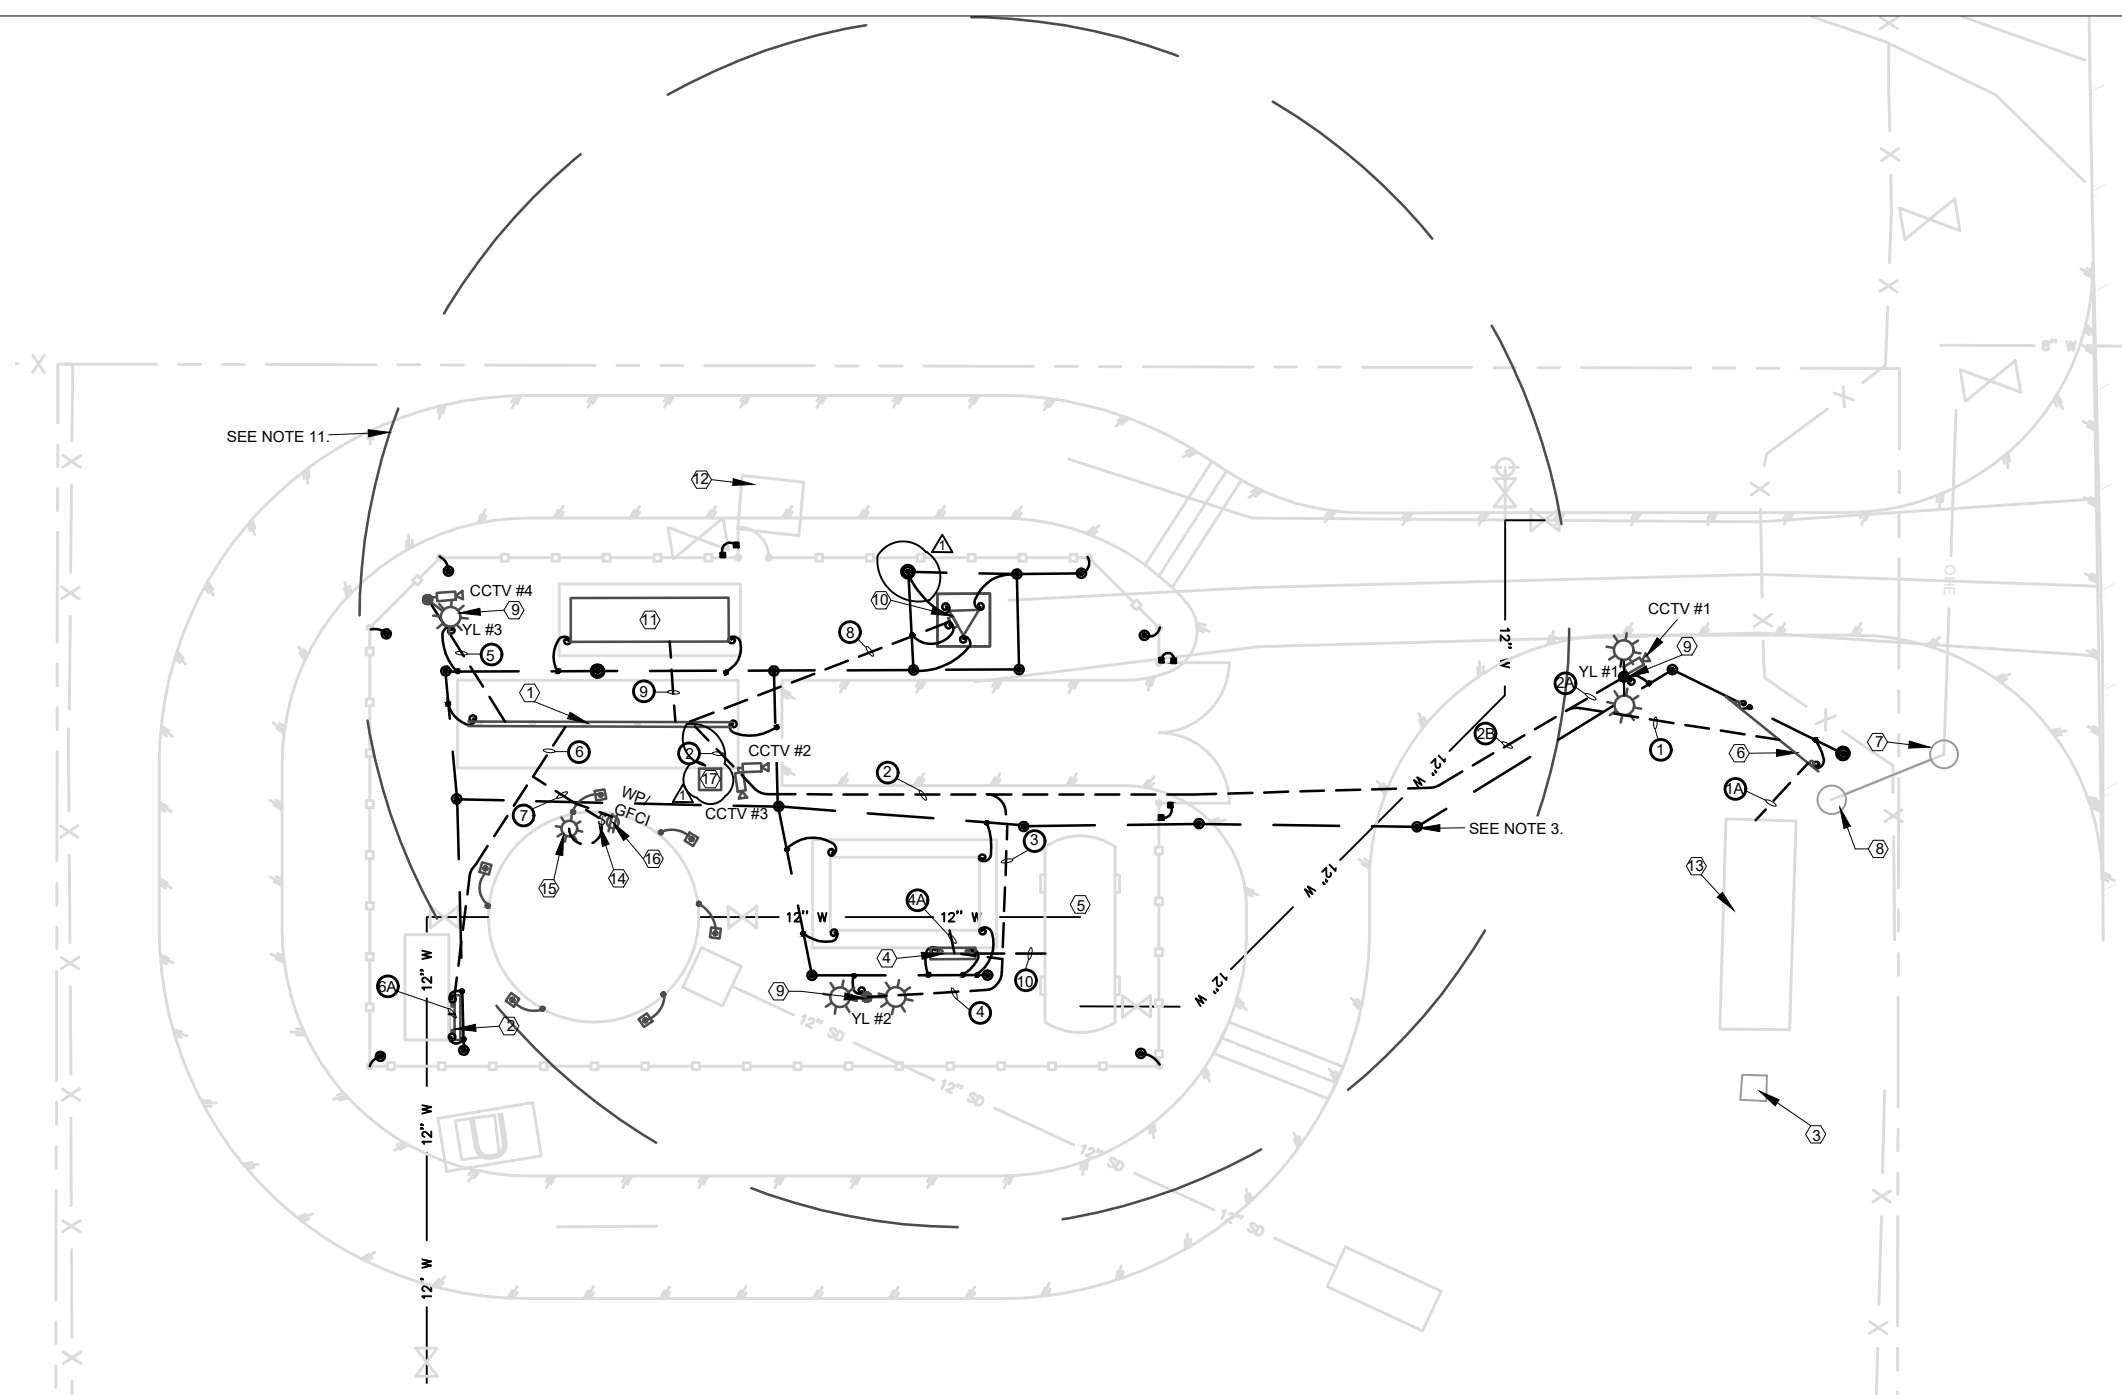 8" W
SEE NOTE 11.
12
1
OHE
CCTV #4
9
10
11
YL #3
8
5
12" W
CCTV #1
9
YL #1
2A
1
9
2B
1
6
7
2
CCTV #2
6
17
2
12" W
12" W
1A
1
CCTV #3
WP/
GFCI
7
SEE NOTE 3.
3
16
8
14
15
13
12" W
4A
5
12" W
12" W
4
12" W
6A
9
10
12" W
4
YL #2
2
12" SD
12" SD
3
12" W
U
12" SD
12" SD
12" W